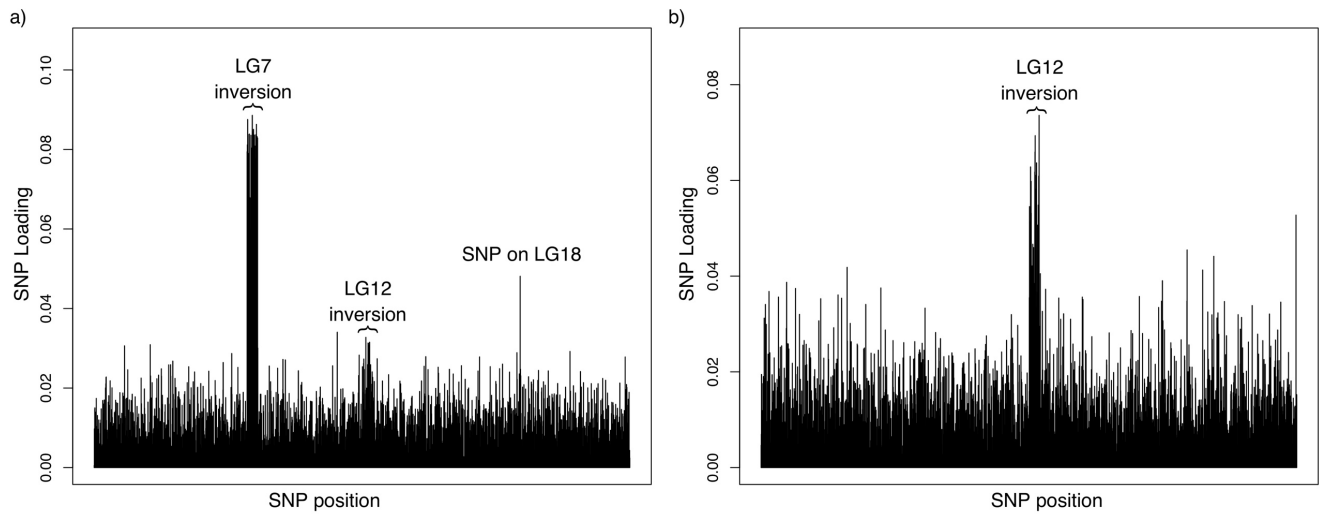 a)
LG7
inversion
LG12
inversion
SNP on LG18
SNP Loading
0.10
0.08
0.06
0.04
0.02
0.00
SNP position
b)
LG12
inversion
SNP Loading
0.08
0.06
0.04
0.02
0.00
SNP position